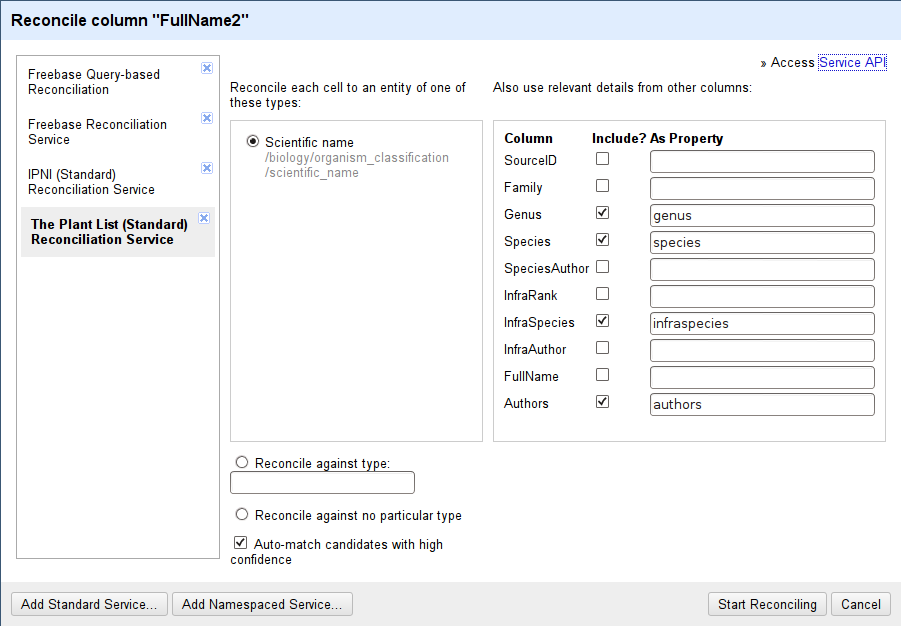 Reconcile column "FullName2"
Freebase Query-based
Reconciliation
Freebase Reconciliation
Service
IPNI (Standard)
Reconciliation Service
The Plant List (Standard)
Reconciliation Service
» Access Service API
Reconcile each cell to an entity of one of
these types:
Scientific name
/biology/organism_classification
/scientific_name
Reconcile against type:
Reconcile against no particular type
Auto-match candidates with high
confidence
Also use relevant details from other columns:
Column Include? As Property
SourceID
Family
Genus genus
Species species
SpeciesAuthor
InfraRank
InfraSpecies infraspecies
InfraAuthor
FullName
Authors authors
Add Standard Service... Add Namespaced Service... Start Reconciling Cancel